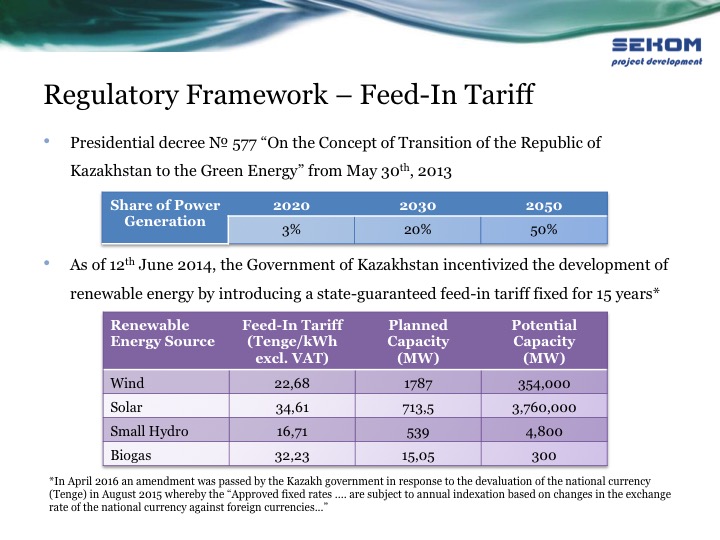 SEKOM
project development
Regulatory Framework – Feed-In Tariff
• Presidential decree № 577 “On the Concept of Transition of the Republic of
Kazakhstan to the Green Energy” from May 30th, 2013
Share of Power Generation 2020 2030 2050
3% 20% 50%
• As of 12th June 2014, the Government of Kazakhstan incentivized the development of
renewable energy by introducing a state-guaranteed feed-in tariff fixed for 15 years*
Renewable Energy Source Feed-In Tariff (Tenge/kWh excl. VAT) Planned Capacity (MW) Potential Capacity (MW)
Wind 22,68 1787 354,000
Solar 34,61 713,5 3,760,000
Small Hydro 16,71 539 4,800
Biogas 32,23 15,05 300
*In April 2016 an amendment was passed by the Kazakh government in response to the devaluation of the national currency
(Tenge) in August 2015 whereby the “Approved fixed rates .... are subject to annual indexation based on changes in the exchange
rate of the national currency against foreign currencies...”